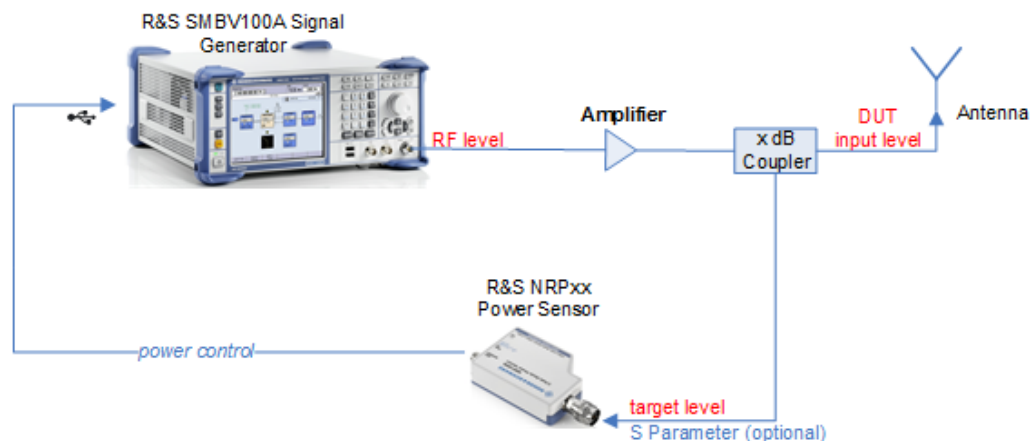 R&S SMBV100A Signal
Generator
RF level
Amplifier
x dB
Coupler
DUT
input level
Antenna
R&S NRPxx
Power Sensor
power control
target level
S Parameter (optional)